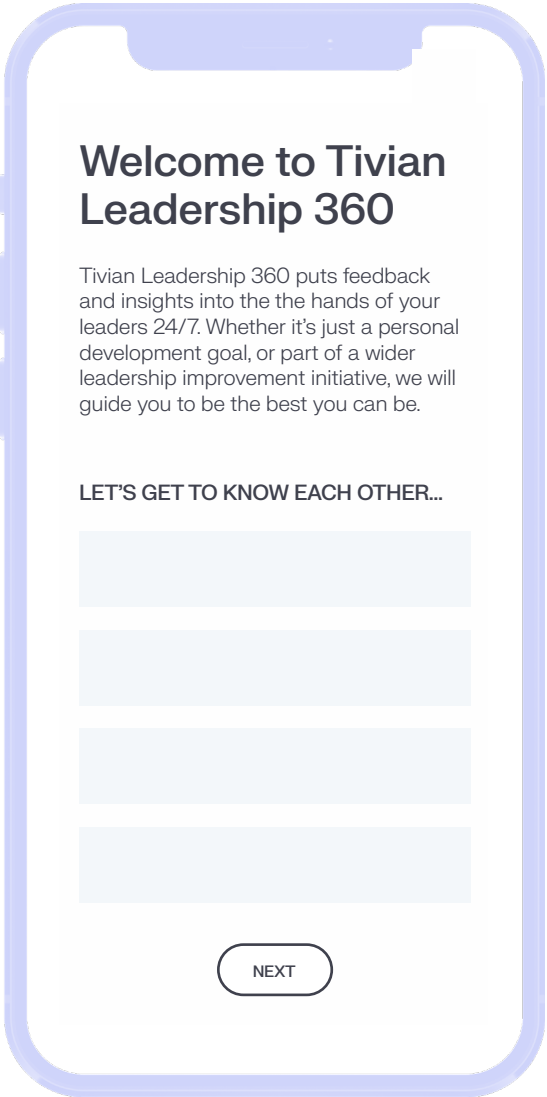 Welcome to Tivian
Leadership 360
Tivian Leadership 360 puts feedback
and insights into the the hands of your
leaders 24/7. Whether it’s just a personal
development goal, or part of a wider
leadership improvement initiative, we will
guide you to be the best you can be.
LET’S GET TO KNOW EACH OTHER...
NEXT